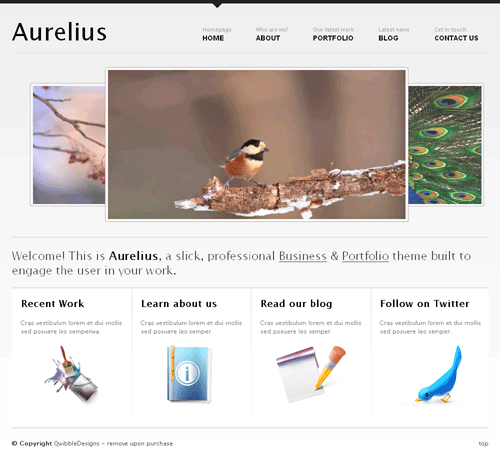 Aurelius
Homepage Who are me? Our latest work Latest news Get in touch
HOME ABOUT PORTFOLIO BLOG CONTACT US
Welcome! This is Aurelius, a slick, professional Business & Portfolio theme built to
engage the user in your work.
Recent Work
Cras vestibulum lorem et dui mollis
sed posuere leo semperwa.
Learn about us
Cras vestibulum lorem et dui mollis
sed posuere leo semper.
Read our blog
Cras vestibulum lorem et dui mollis
sed posuere leo semper.
Follow on Twitter
Cras vestibulum lorem et dui mollis
sed posuere leo semper.
© Copyright QwibbleDesigns – remove upon purchase. top